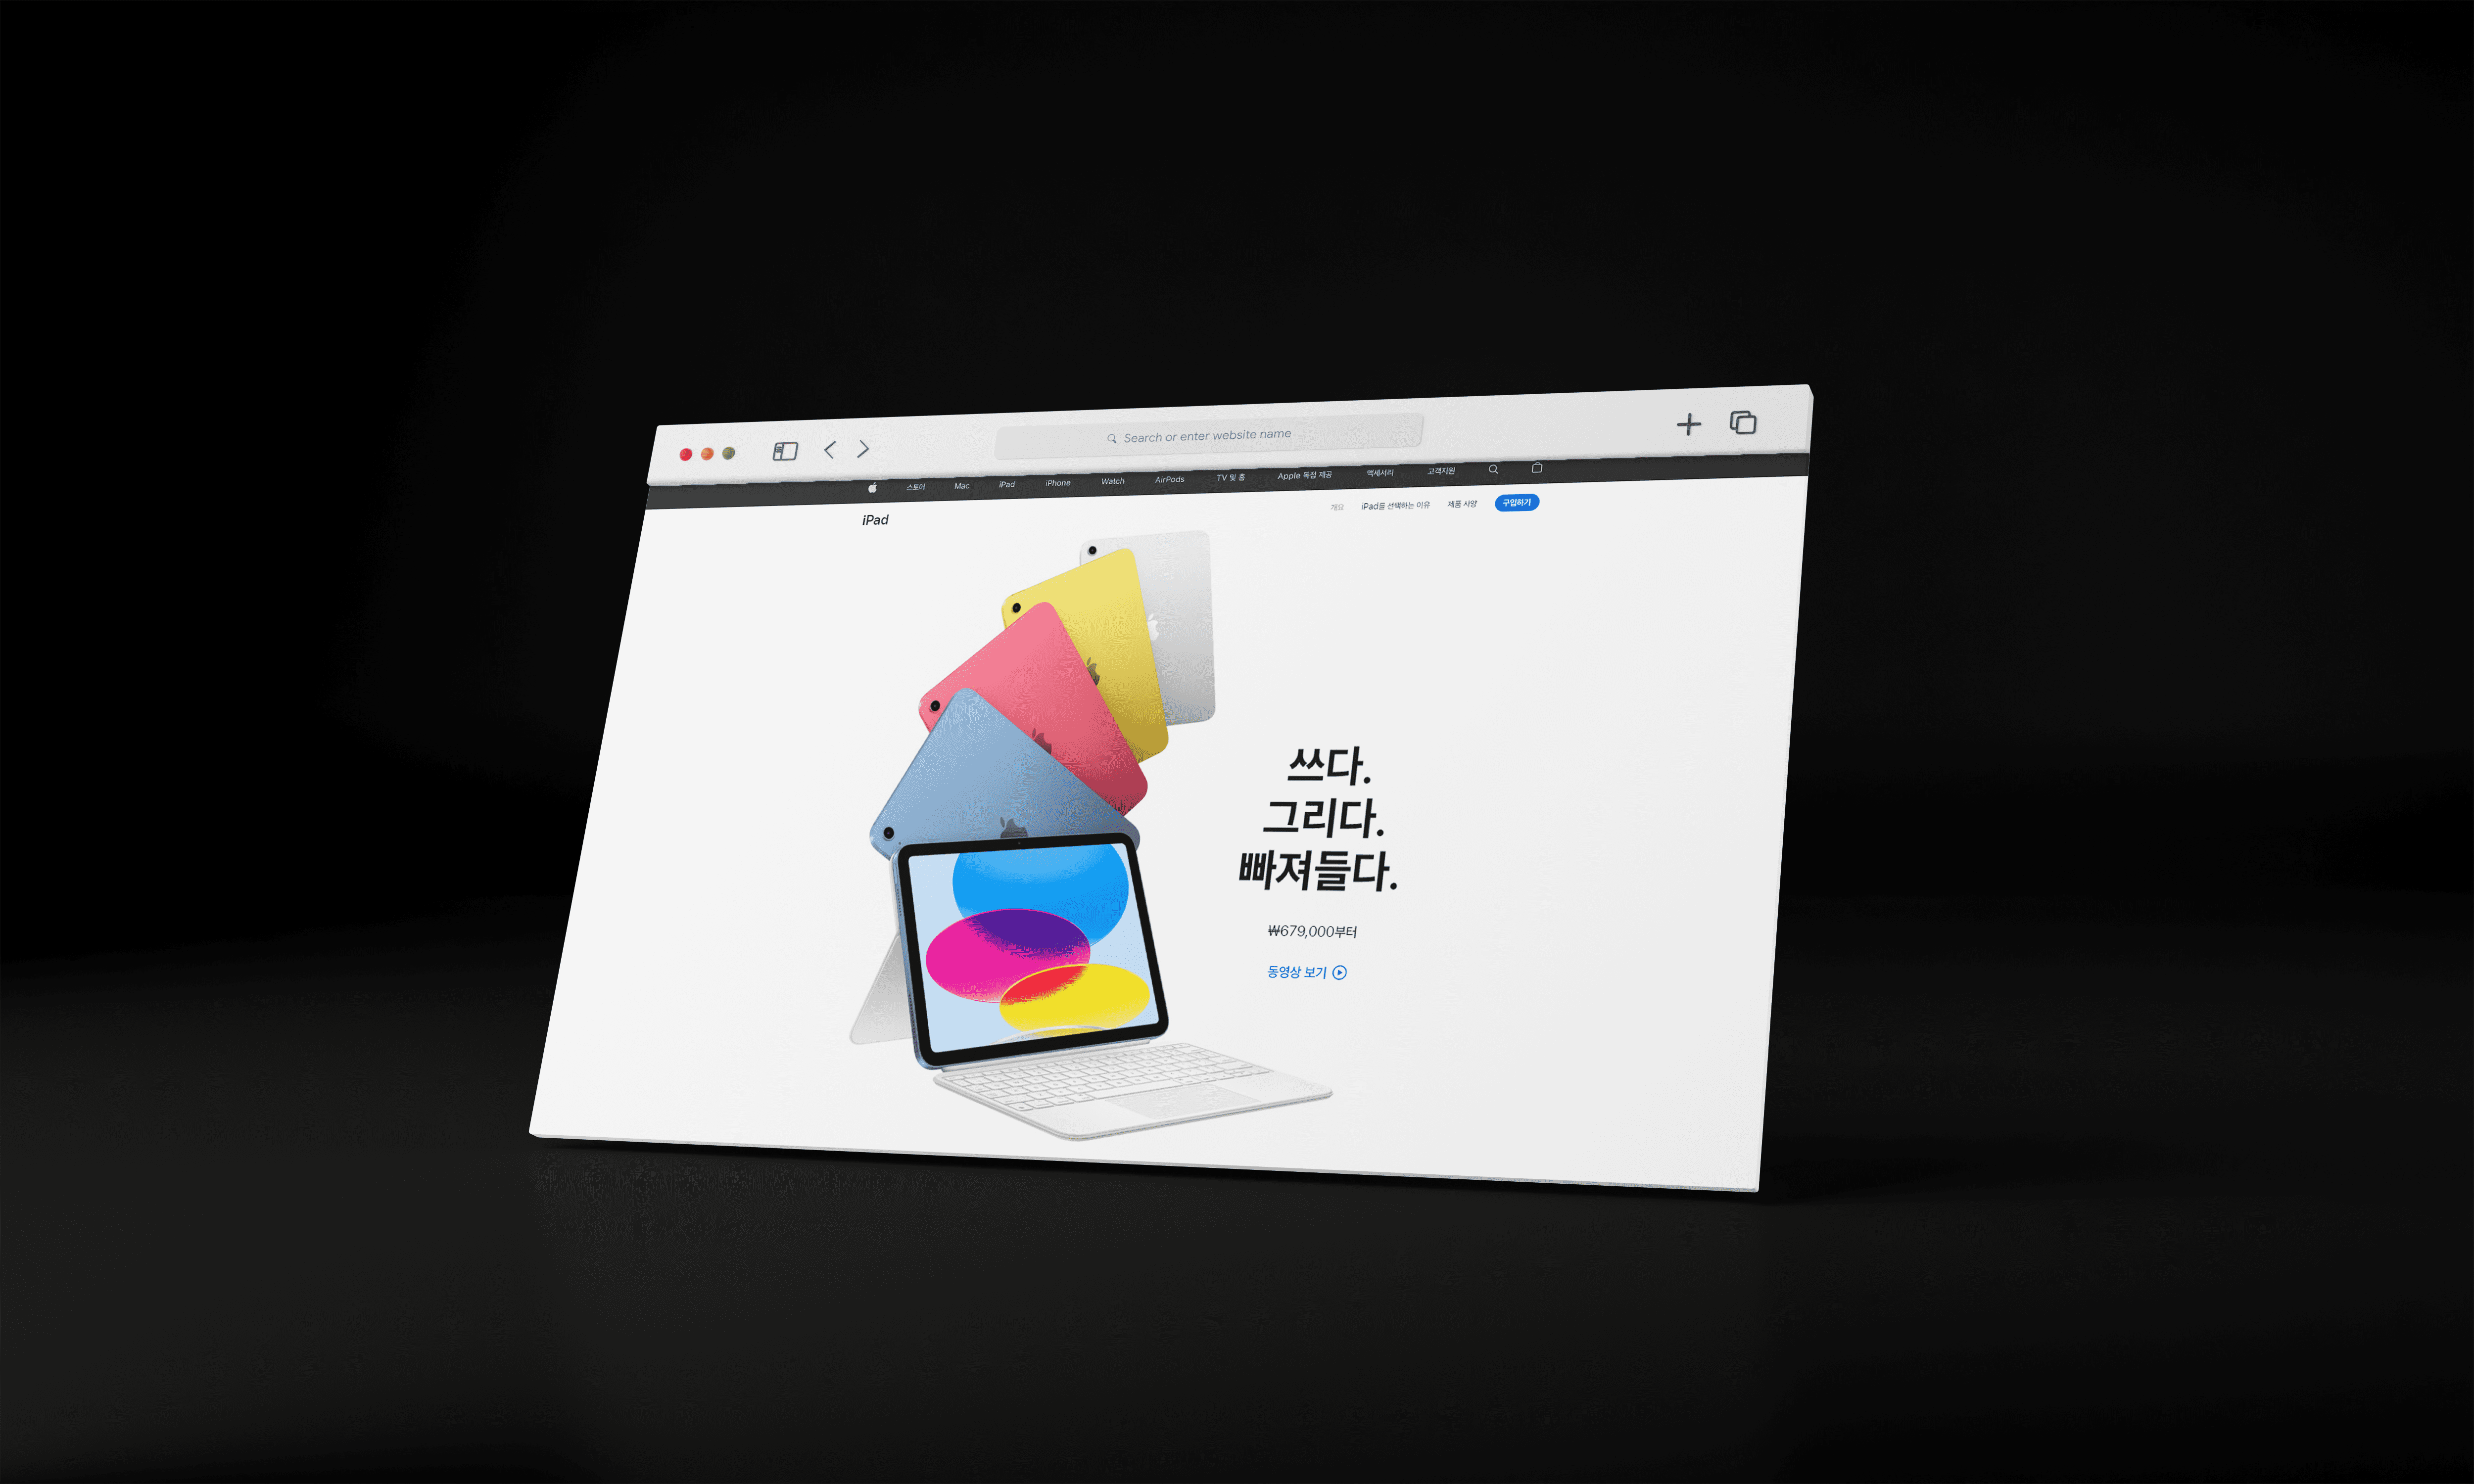 Search or enter website name
스토어 Mac iPad iPhone Watch AirPods TV 및 홈 Apple 독점 제공 액세서리 고객지원
iPad
개요 iPad를 선택하는 이유 제품 사양 구입하기
쓰다.
그리다.
빠져들다.
₩679,000부터
동영상 보기